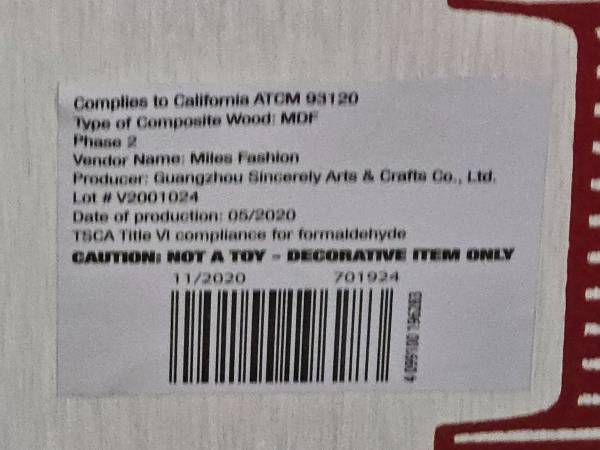 Complies to California ATCM 93120
Type of Composite Wood: MDF
Phase 2
Vendor Name: Miles Fashion
Producer: Guangzhou Sincerely Arts & Crafts Co., Ltd.
Lot # V2001024
Date of production: 05/2020
TSCA Title VI compliance for formaldehyde
CAUTION: NOT A TOY – DECORATIVE ITEM ONLY
11/2020 701924